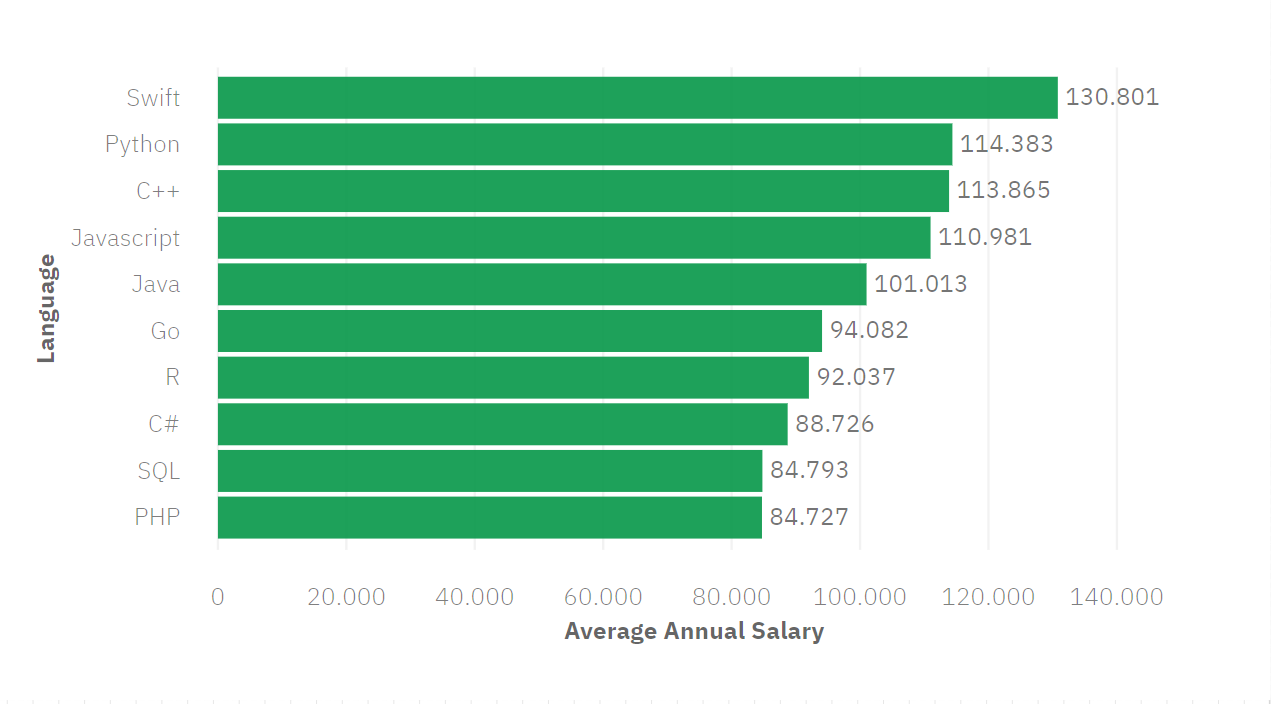 Language
Swift 130.801
Python 114.383
C++ 113.865
Javascript 110.981
Java 101.013
Go 94.082
R 92.037
C# 88.726
SQL 84.793
PHP 84.727
0 20.000 40.000 60.000 80.000 100.000 120.000 140.000
Average Annual Salary